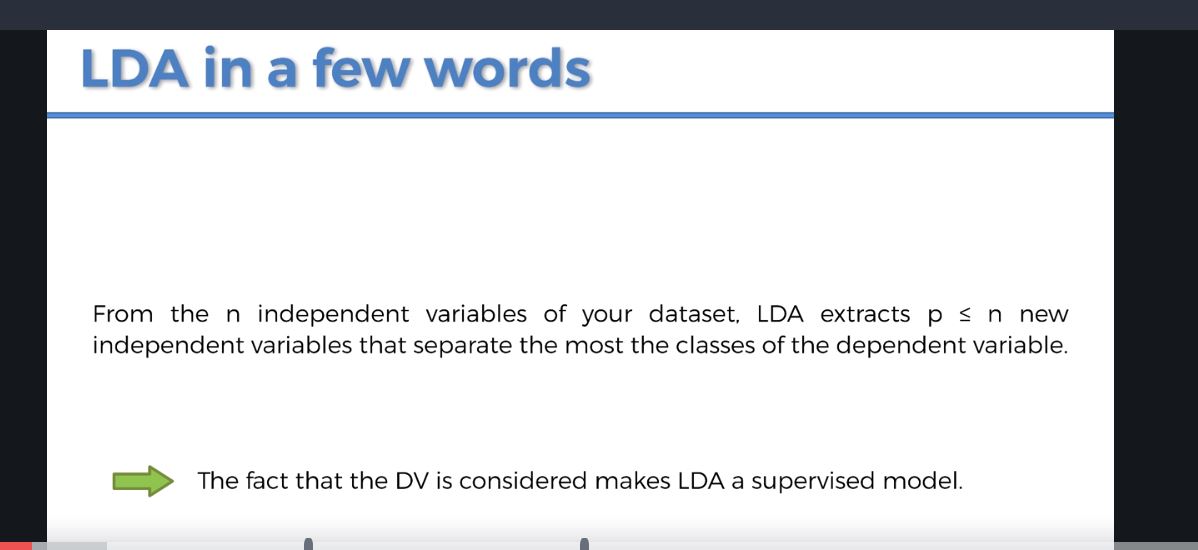 LDA in a few words
From the n independent variables of your dataset, LDA extracts p ≤ n new
independent variables that separate the most the classes of the dependent variable.
The fact that the DV is considered makes LDA a supervised model.